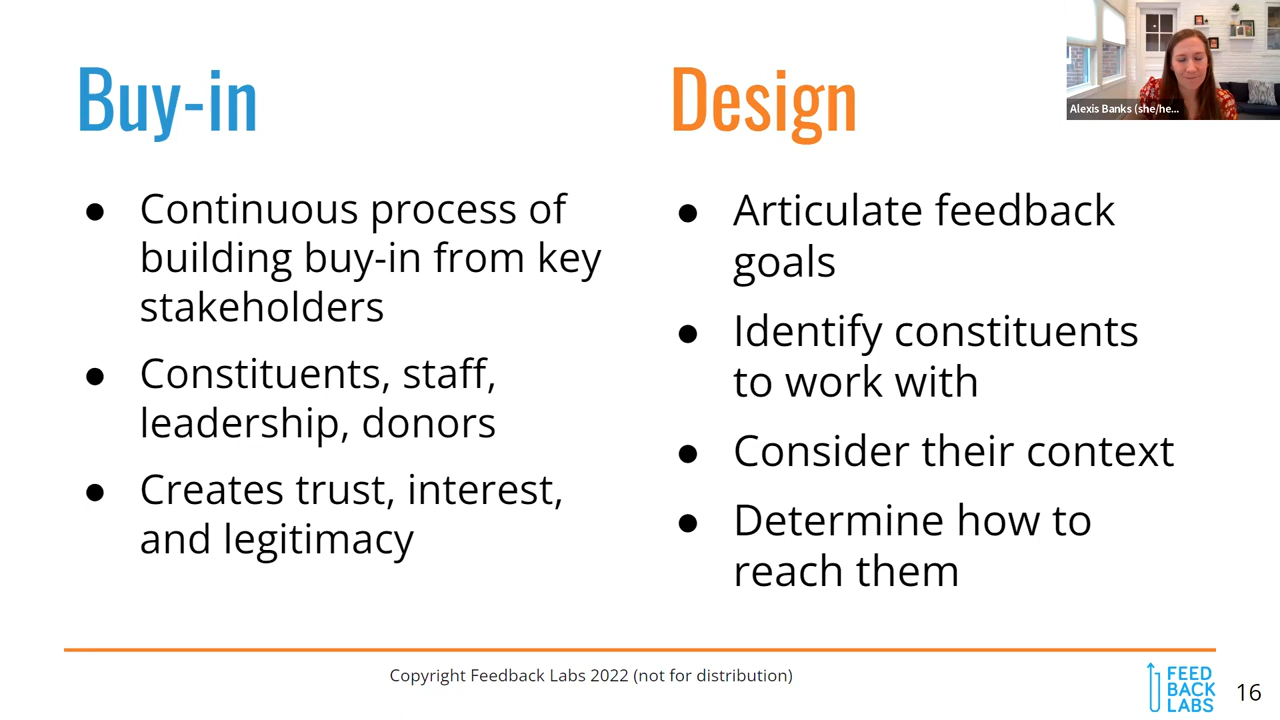 Buy-in
● Continuous process of
building buy-in from key
stakeholders
● Constituents, staff,
leadership, donors
● Creates trust, interest,
and legitimacy
Design
● Articulate feedback
goals
● Identify constituents
to work with
● Consider their context
● Determine how to
reach them
Alexis Banks (she/he...
Copyright Feedback Labs 2022 (not for distribution)
FEED
BACK
LABS
16